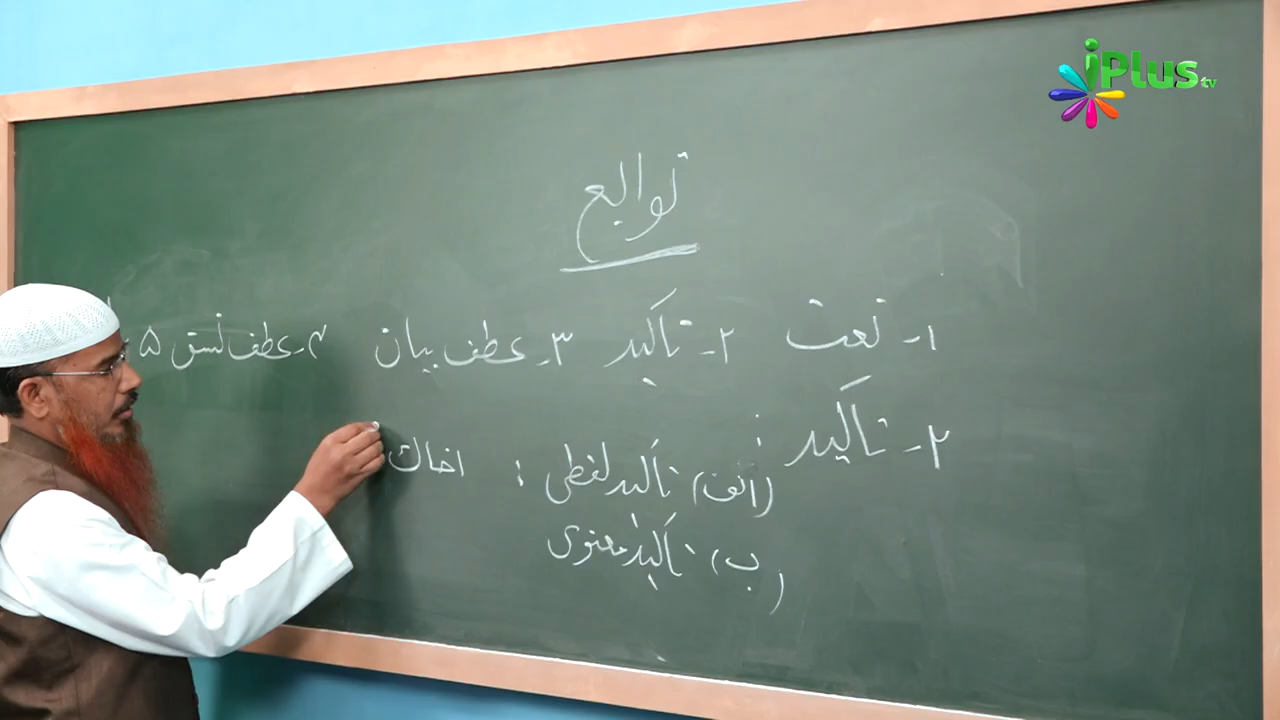 iPlus tv
توابع
۱- نعت ۲- تاکید ۳- عطف بیان ۴- عطف نسق ۵
۲- تاکید :
(الف) تاکید لفظی : اخاک
(ب) تاکید معنوی